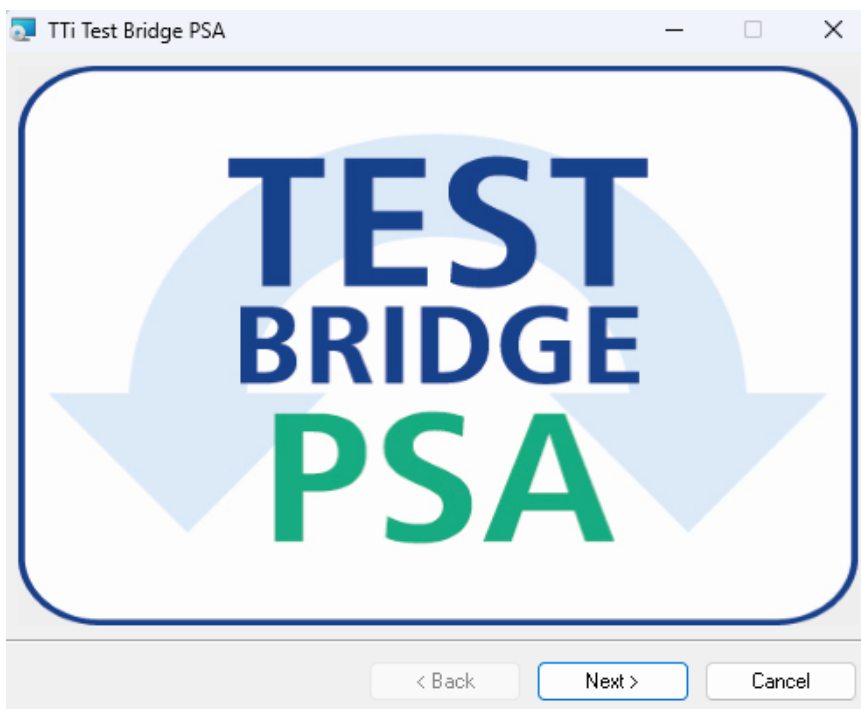 TTi Test Bridge PSA
TEST
BRIDGE
PSA
< Back Next > Cancel